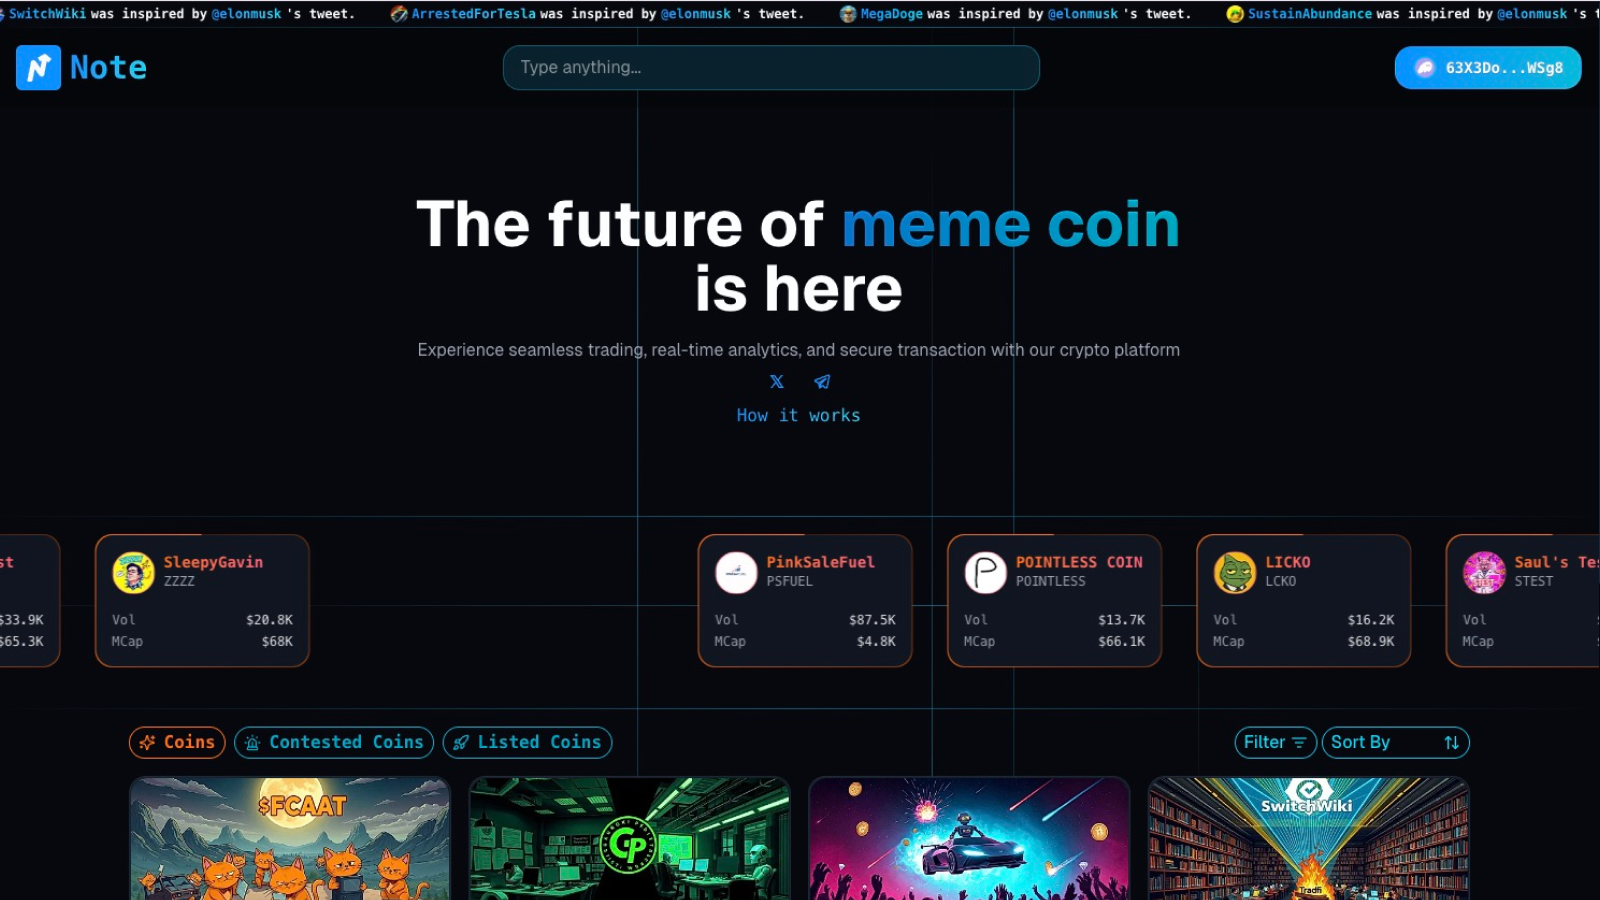 SwitchWiki was inspired by @elonmusk 's tweet. ArrestedForTesla was inspired by @elonmusk 's tweet. MegaDoge was inspired by @elonmusk 's tweet. SustainAbundance was inspired by @elonmusk 's t
Note
Type anything...
63X3Do...WSg8
The future of meme coin
is here
Experience seamless trading, real-time analytics, and secure transaction with our crypto platform
𝕏
How it works
st
$33.9K
$65.3K
SleepyGavin
ZZZZ
Vol $20.8K
MCap $68K
PinkSaleFuel
PSFUEL
Vol $87.5K
MCap $4.8K
POINTLESS COIN
POINTLESS
Vol $13.7K
MCap $66.1K
LICKO
LCKO
Vol $16.2K
MCap $68.9K
Saul's Tes
STEST
Vol
MCap
Coins Contested Coins Listed Coins
Filter Sort By
$FCAAT
GP
SwitchWiki
Tradfi